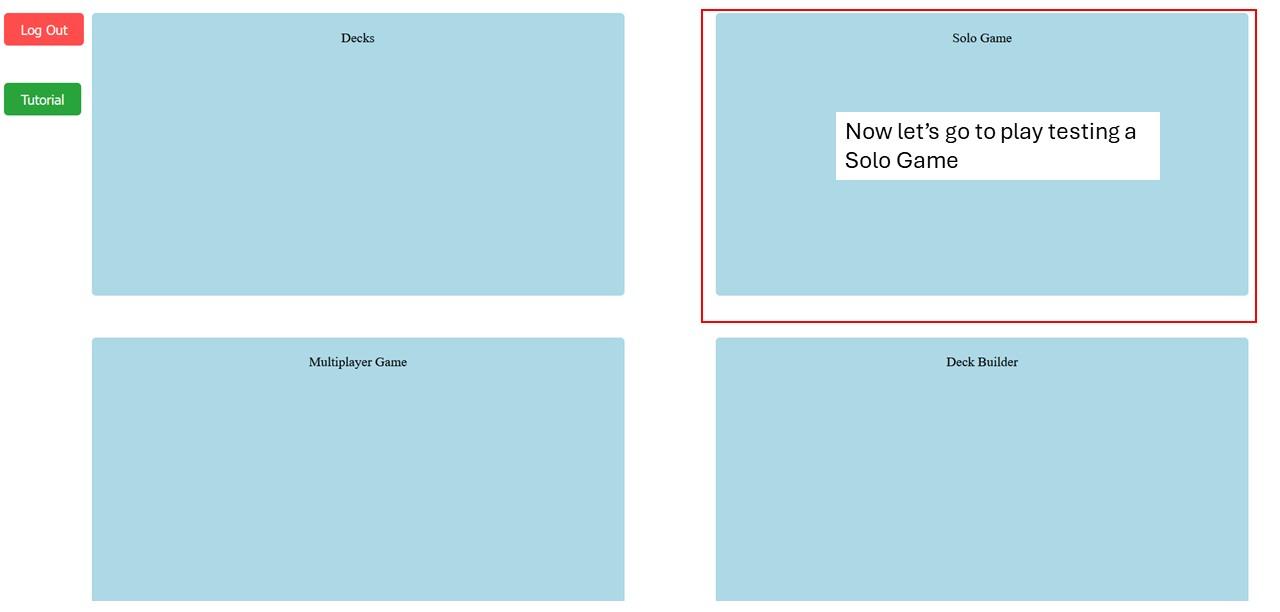 Log Out
Decks
Solo Game
Tutorial
Now let’s go to play testing a
Solo Game
Multiplayer Game
Deck Builder